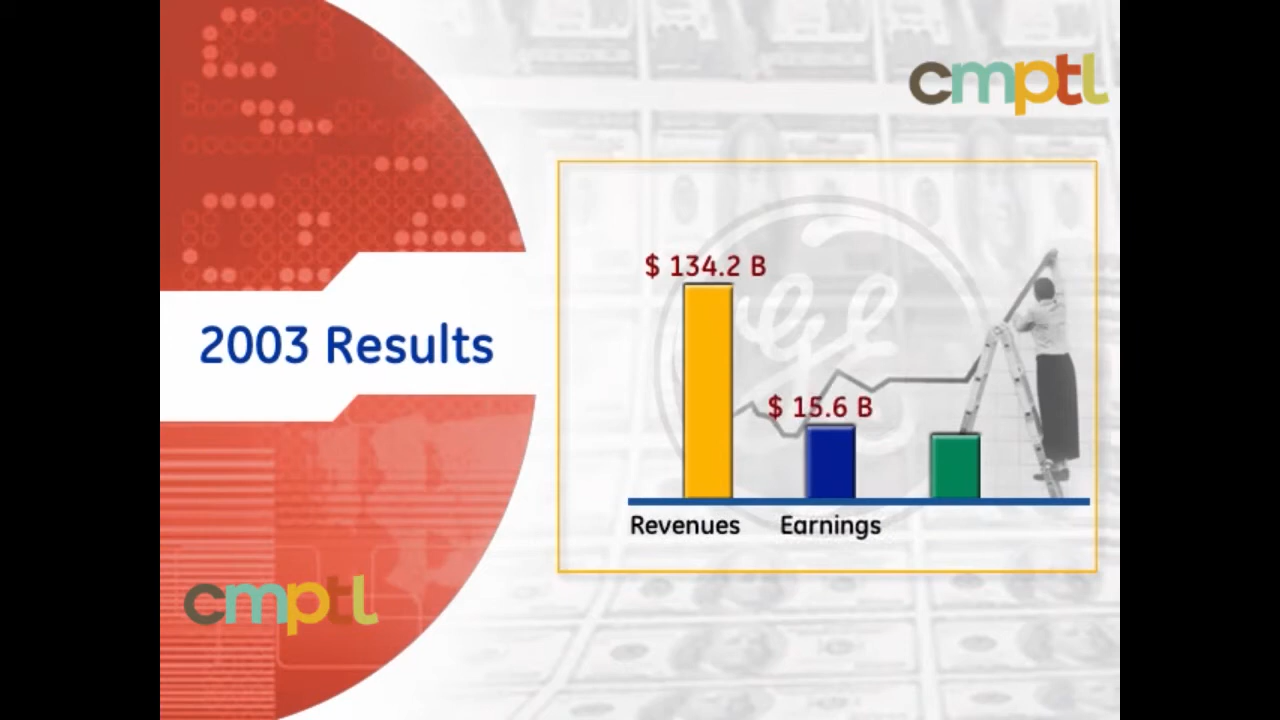 cmptl
2003 Results
$ 134.2 B
$ 15.6 B
Revenues
Earnings
cmptl